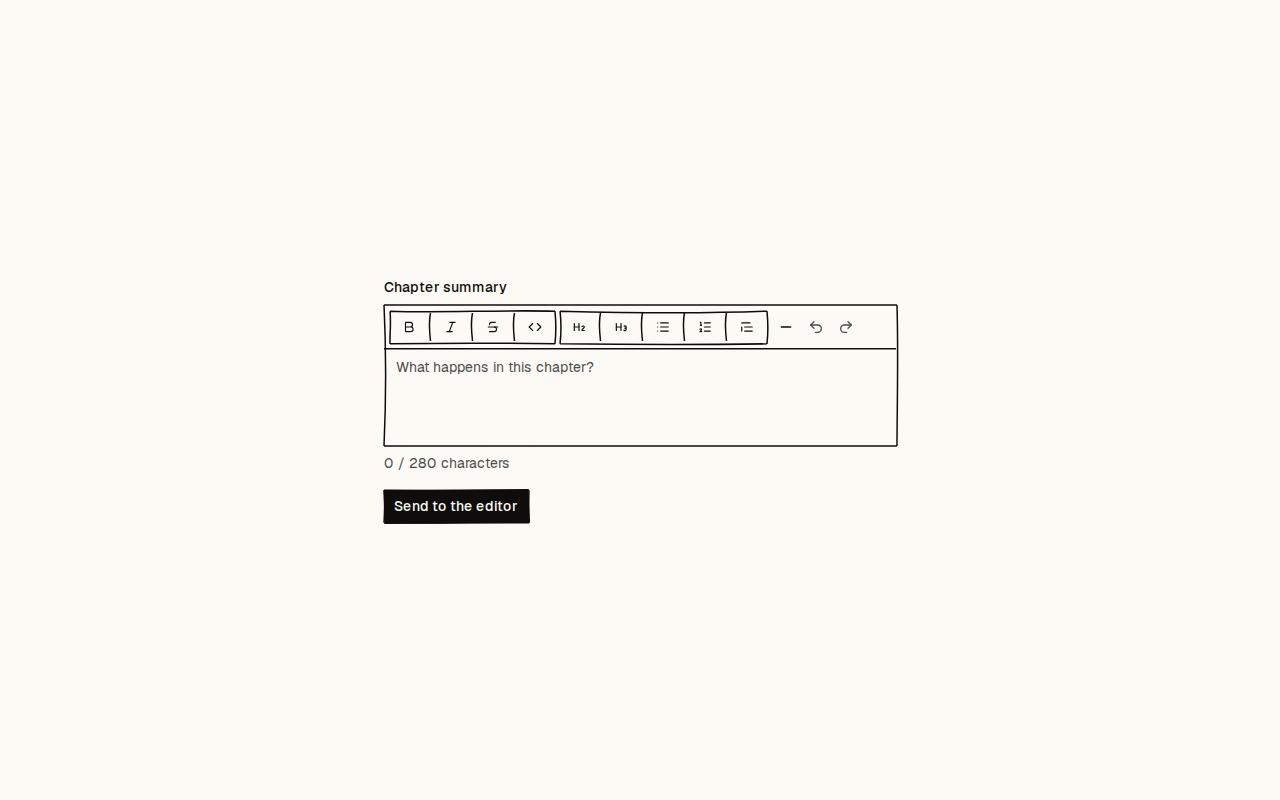 Chapter summary
B I S <> H2 H3
What happens in this chapter?
0 / 280 characters
Send to the editor